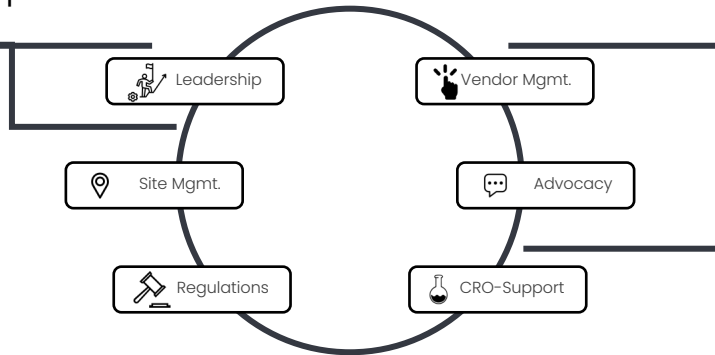 Leadership
Vendor Mgmt.
Site Mgmt.
Advocacy
Regulations
CRO-Support